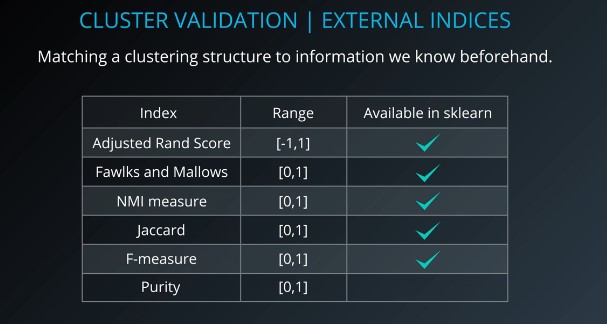 CLUSTER VALIDATION | EXTERNAL INDICES
Matching a clustering structure to information we know beforehand.
Index Range Available in sklearn
Adjusted Rand Score [-1,1] ✓
Fawlks and Mallows [0,1] ✓
NMI measure [0,1] ✓
Jaccard [0,1] ✓
F-measure [0,1] ✓
Purity [0,1]